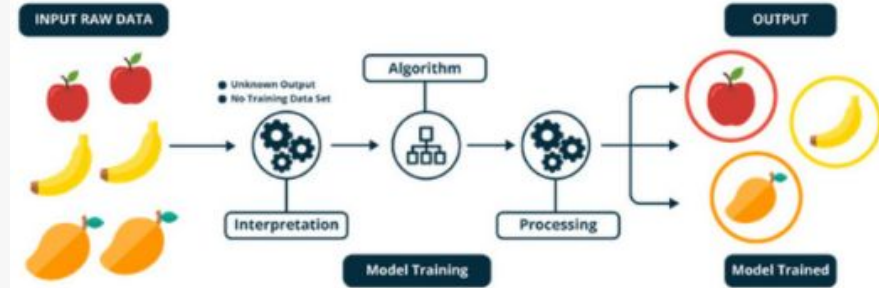 INPUT RAW DATA
OUTPUT
Algorithm
● Unknown Output
● No Training Data Set
Interpretation
Processing
Model Training
Model Trained